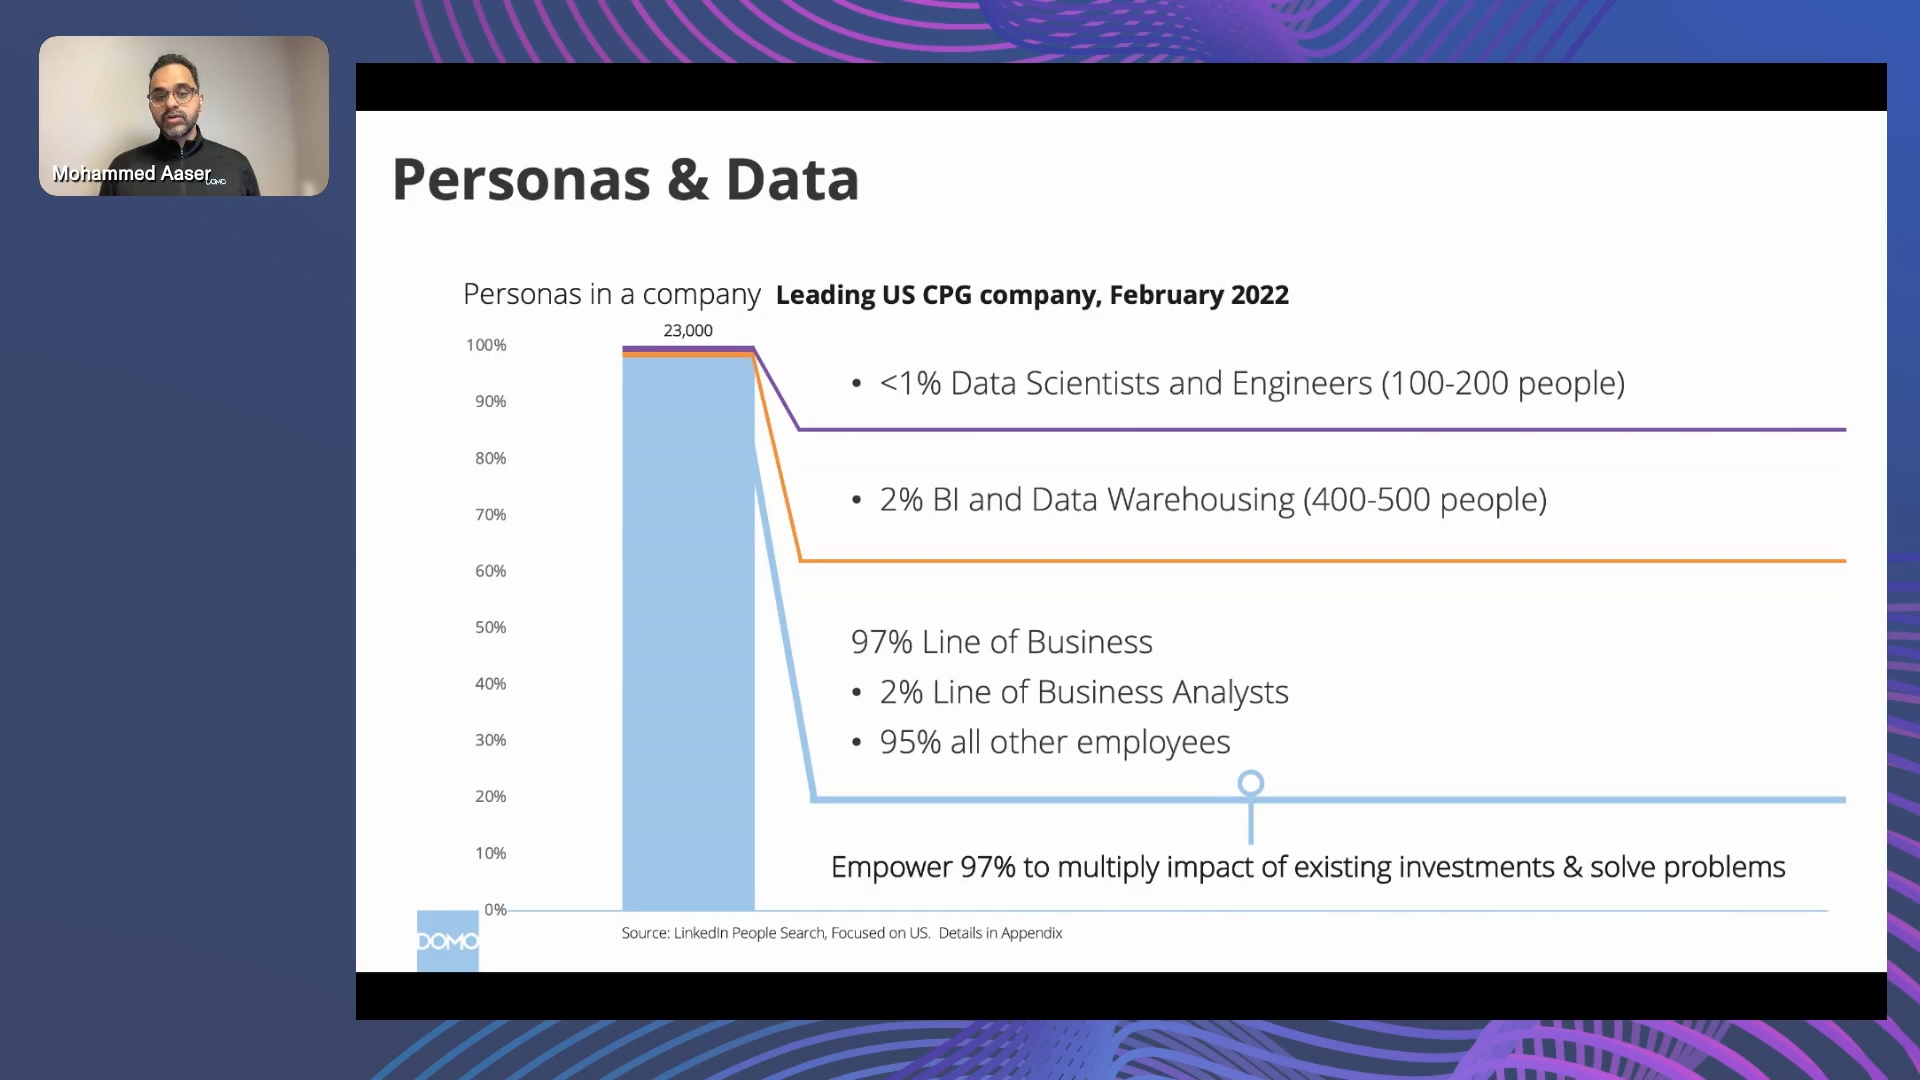 Mohammed Aaser
DOMO
Personas & Data
Personas in a company Leading US CPG company, February 2022
23,000
100%
90%
80%
70%
60%
50%
40%
30%
20%
10%
0%
• <1% Data Scientists and Engineers (100-200 people)
• 2% BI and Data Warehousing (400-500 people)
97% Line of Business
• 2% Line of Business Analysts
• 95% all other employees
Empower 97% to multiply impact of existing investments & solve problems
DOMO
Source: LinkedIn People Search, Focused on US. Details in Appendix